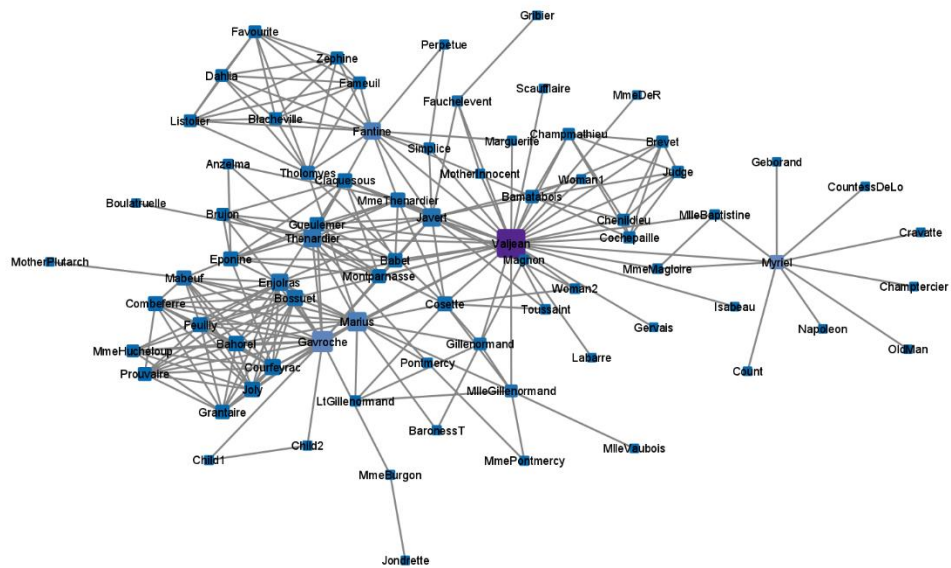 Gribier
Favourite
Perpetue
Zephine
Dahlia
Fameuil
Scaufflaire
MmeDeR
Fauchelevent
Listolier
Blacheville
Fantine
Champmathieu
Marguerite
Brevet
Simplice
Anzelma
Geborand
Tholomyes
Claquesous
MotherInnocent
Woman1
Judge
CountessDeLo
Boulatruelle
MmeThenardier
Bamatabois
Brujon
Gueulemer
Javert
Chenildieu
MlleBaptistine
Cravatte
Thenardier
Valjean
Cochepaille
Eponine
Babet
Magnon
MotherPlutarch
Montparnasse
MmeMagloire
Myriel
Mabeuf
Enjolras
Champtercier
Bossuet
Woman2
Combeferre
Cosette
Toussaint
Isabeau
Feuilly
Marius
Gervais
Napoleon
Bahorel
Gavroche
Gillenormand
OldMan
MmeHucheloup
Labarre
Prouvaire
Courfeyrac
Pontmercy
Count
Joly
MlleGillenormand
LtGillenormand
Grantaire
BaronessT
Child2
MlleVaubois
Child1
MmePontmercy
MmeBurgon
Jondrette